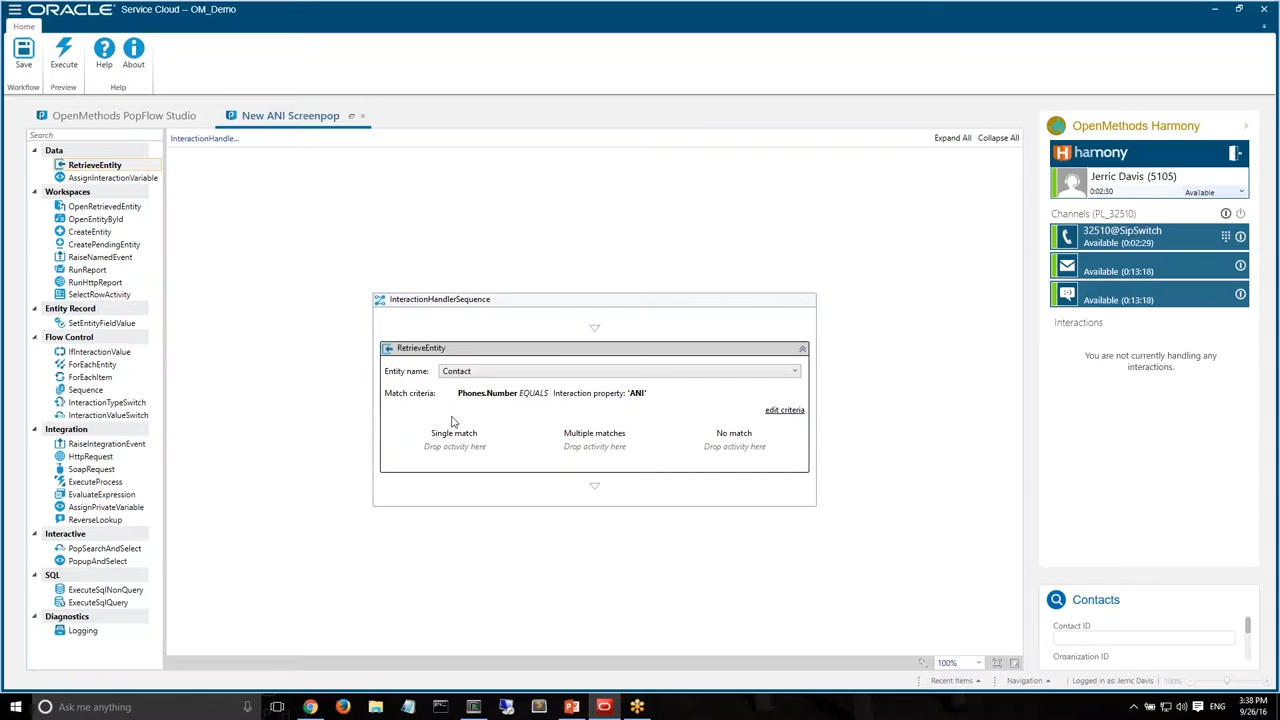 ORACLE Service Cloud – OM_Demo
Home
Save Execute Help About
Workflow Preview Help
OpenMethods PopFlow Studio
New ANI Screenpop
Search
Data
RetrieveEntity
AssignInteractionVariable
Workspaces
OpenRetrievedEntity
OpenEntityById
CreateEntity
CreatePendingEntity
RaiseNamedEvent
RunReport
RunHttpReport
SelectRowActivity
Entity Record
SetEntityFieldValue
Flow Control
IfInteractionValue
ForEachEntity
ForEachItem
Sequence
InteractionTypeSwitch
InteractionValueSwitch
Integration
RaiseIntegrationEvent
HttpRequest
SoapRequest
ExecuteProcess
EvaluateExpression
AssignPrivateVariable
ReverseLookup
Interactive
PopSearchAndSelect
PopupAndSelect
SQL
ExecuteSqlNonQuery
ExecuteSqlQuery
Diagnostics
Logging
InteractionHandle...
Expand All Collapse All
InteractionHandlerSequence
RetrieveEntity
Entity name: Contact
Match criteria: Phones.Number EQUALS Interaction property: 'ANI'
edit criteria
Single match Multiple matches No match
Drop activity here Drop activity here Drop activity here
100%
OpenMethods Harmony
harmony
Jerric Davis (5105)
0:02:30 Available
Channels (PL_32510)
32510@SipSwitch
Available (0:02:29)
Available (0:13:18)
Available (0:13:18)
Interactions
You are not currently handling any
interactions.
Contacts
Contact ID
Organization ID
Recent Items Navigation Logged in as: Jerric Davis 100%
Ask me anything
ENG
3:38 PM
9/26/16